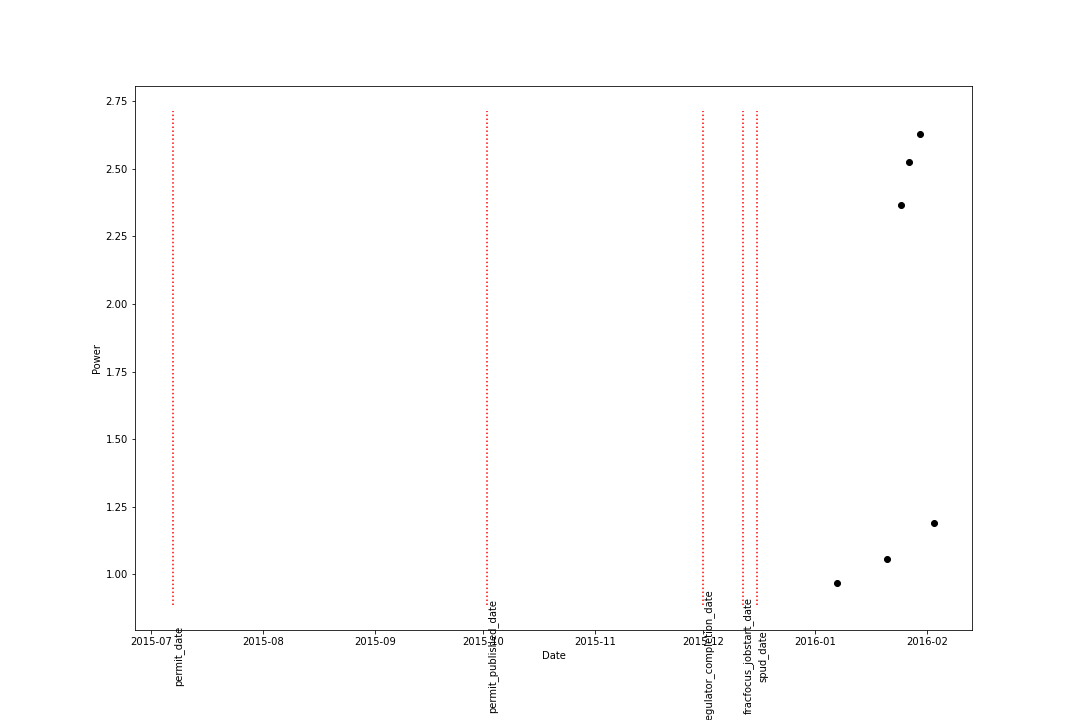 2.75
2.50
2.25
2.00
1.75
1.50
1.25
1.00
Power
2015-07
2015-08
2015-09
2015-10
2015-11
2015-12
2016-01
2016-02
Date
permit_date
permit_published_date
egulator_completion_date
fracfocus_jobstart_date
spud_date